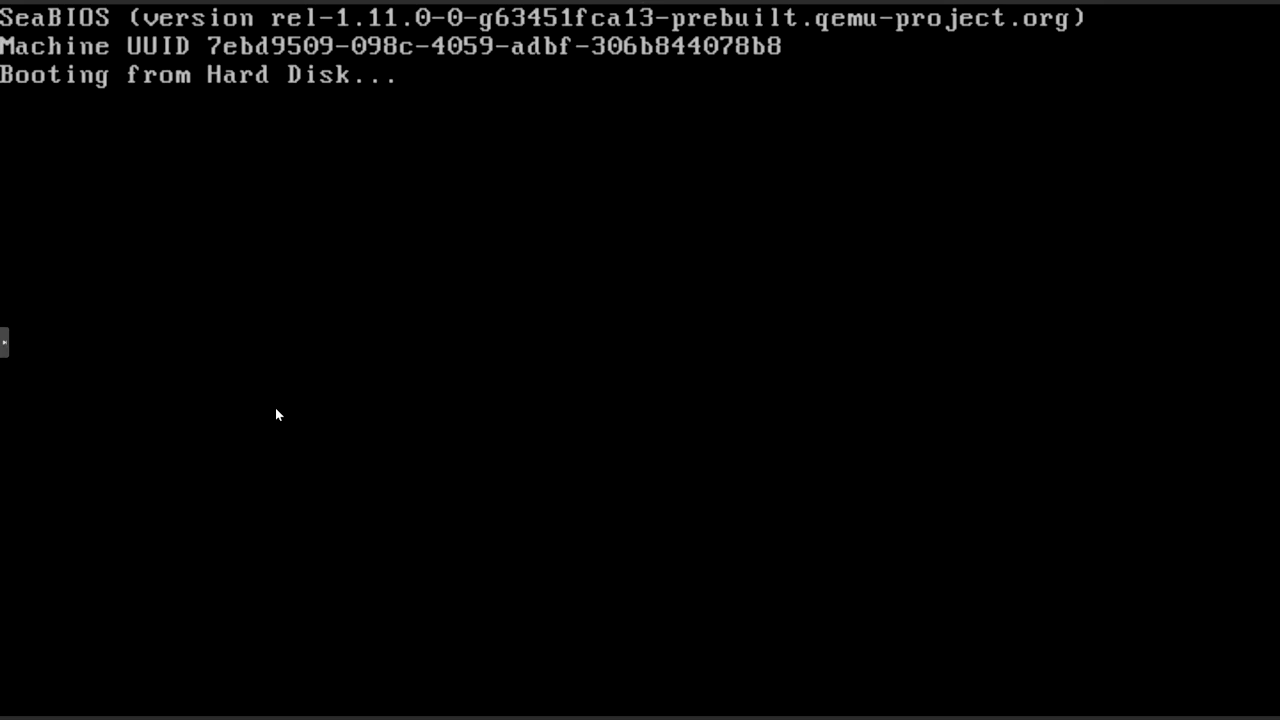 SeaBIOS (version rel-1.11.0-0-g63451fca13-prebuilt.qemu-project.org)
Machine UUID 7ebd9509-098c-4059-adbf-306b844078b8
Booting from Hard Disk...